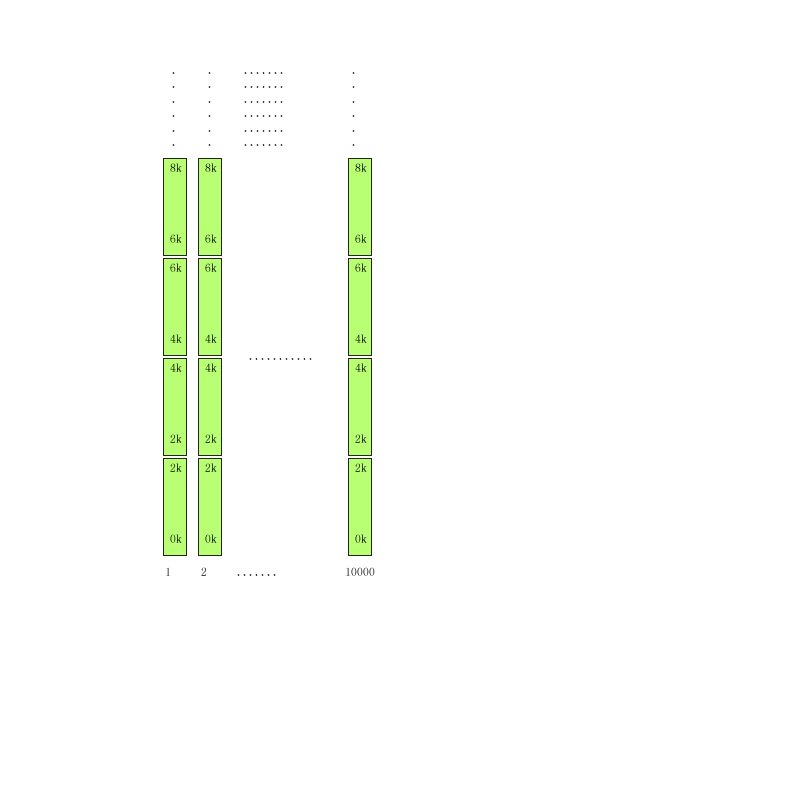 . . ....... .
. . ....... .
. . ....... .
. . ....... .
. . ....... .
. . ....... .
8k 8k 8k
6k 6k 6k
6k 6k 6k
4k 4k 4k
...........
4k 4k 4k
2k 2k 2k
2k 2k 2k
0k 0k 0k
1 2 ....... 10000